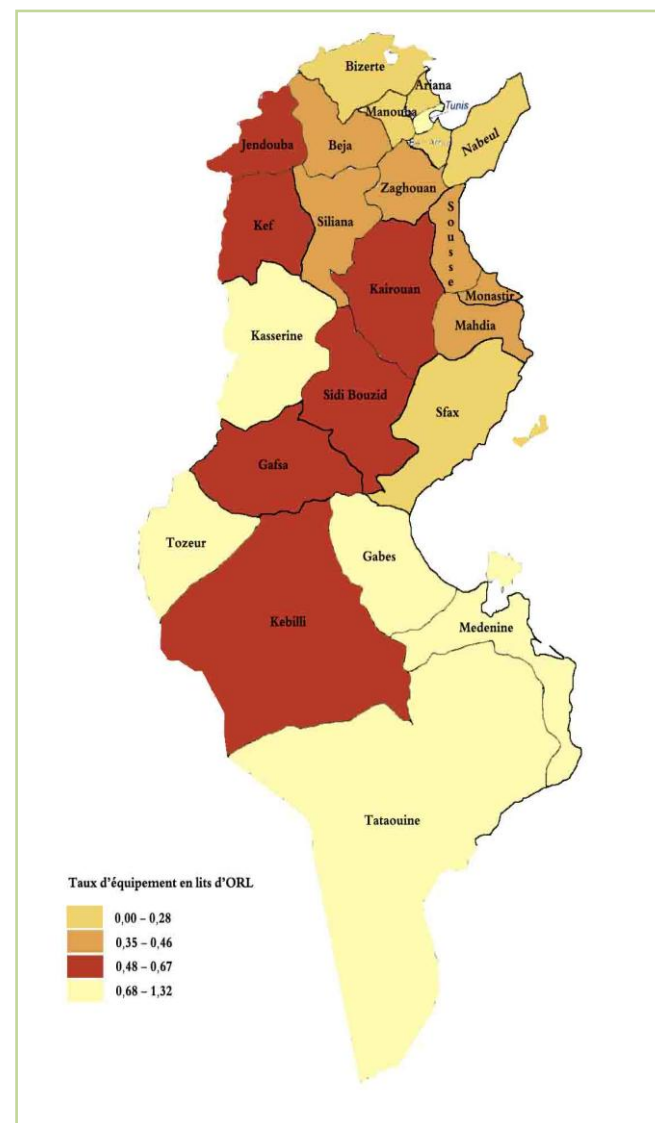 Bizerte
Ariana
Manouba
Tunis
Nabeul
Jendouba
Beja
Zaghouan
Kef
Siliana
Sousse
Kairouan
Monastir
Mahdia
Kasserine
Sidi Bouzid
Sfax
Gafsa
Tozeur
Gabes
Kebilli
Medenine
Tataouine
Taux d'équipement en lits d'ORL
0,00 – 0,28
0,35 – 0,46
0,48 – 0,67
0,68 – 1,32